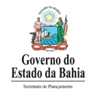 Governo do
Estado da Bahia
Secretaria do Planejamento